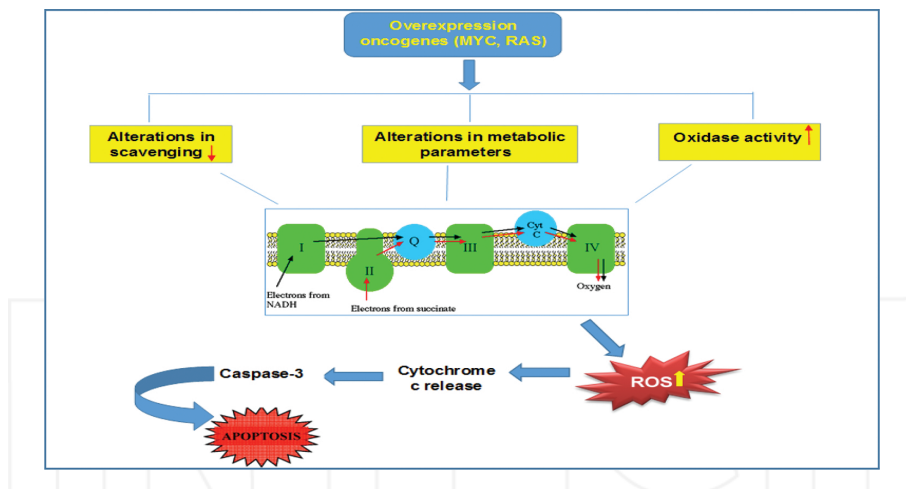 Overexpression
oncogenes (MYC, RAS)
Alterations in
scavenging
Alterations in metabolic
parameters
Oxidase activity
I
II
Q
III
Cyt
C
IV
Electrons from
NADH
Electrons from succinate
Oxygen
ROS
Cytochrome
c release
Caspase-3
APOPTOSIS